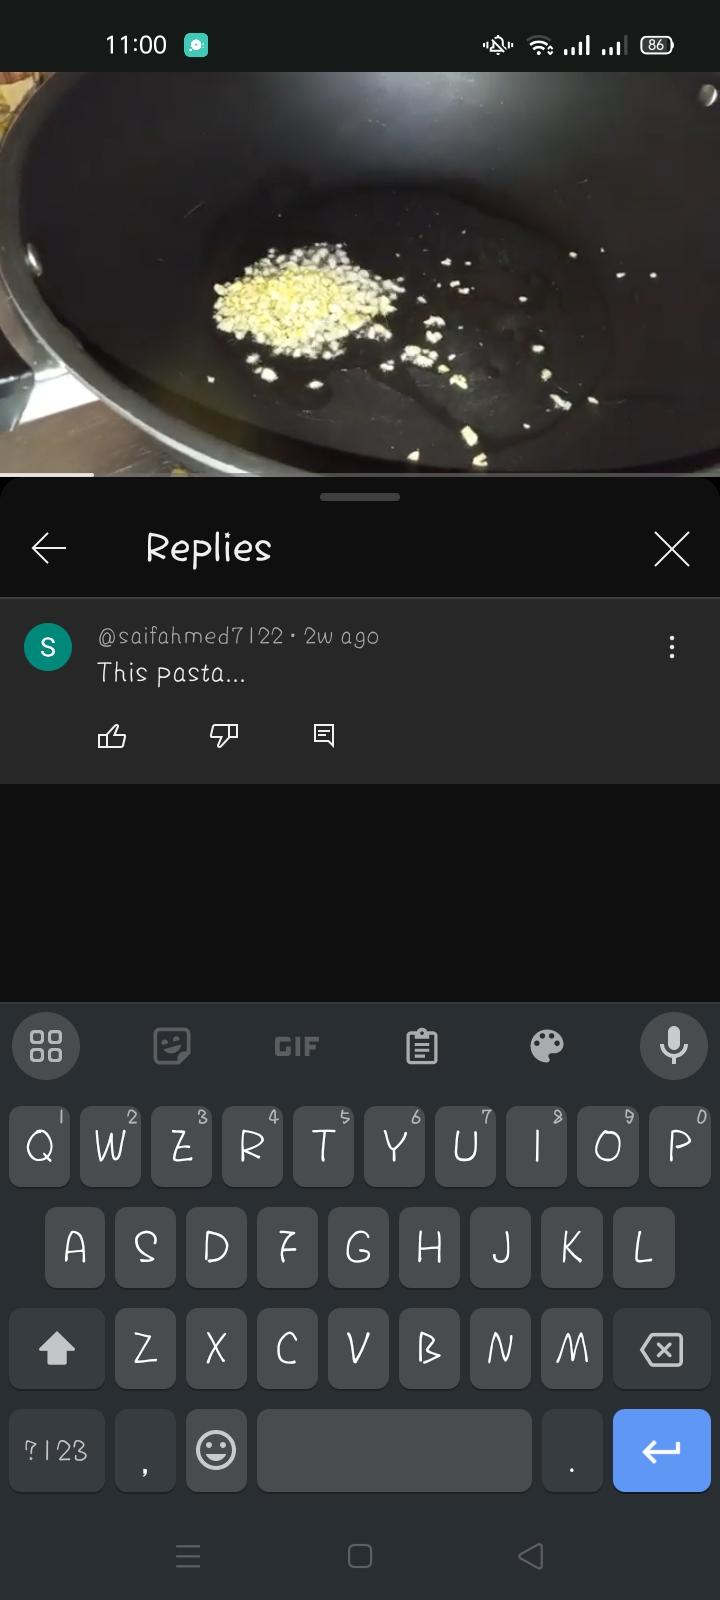 11:00
86
Replies
@saifahmed7122 • 2w ago
This pasta...
GIF
1 2 3 4 5 6 7 8 9 0
Q W E R T Y U I O P
A S D F G H J K L
Z X C V B N M
?123 , .